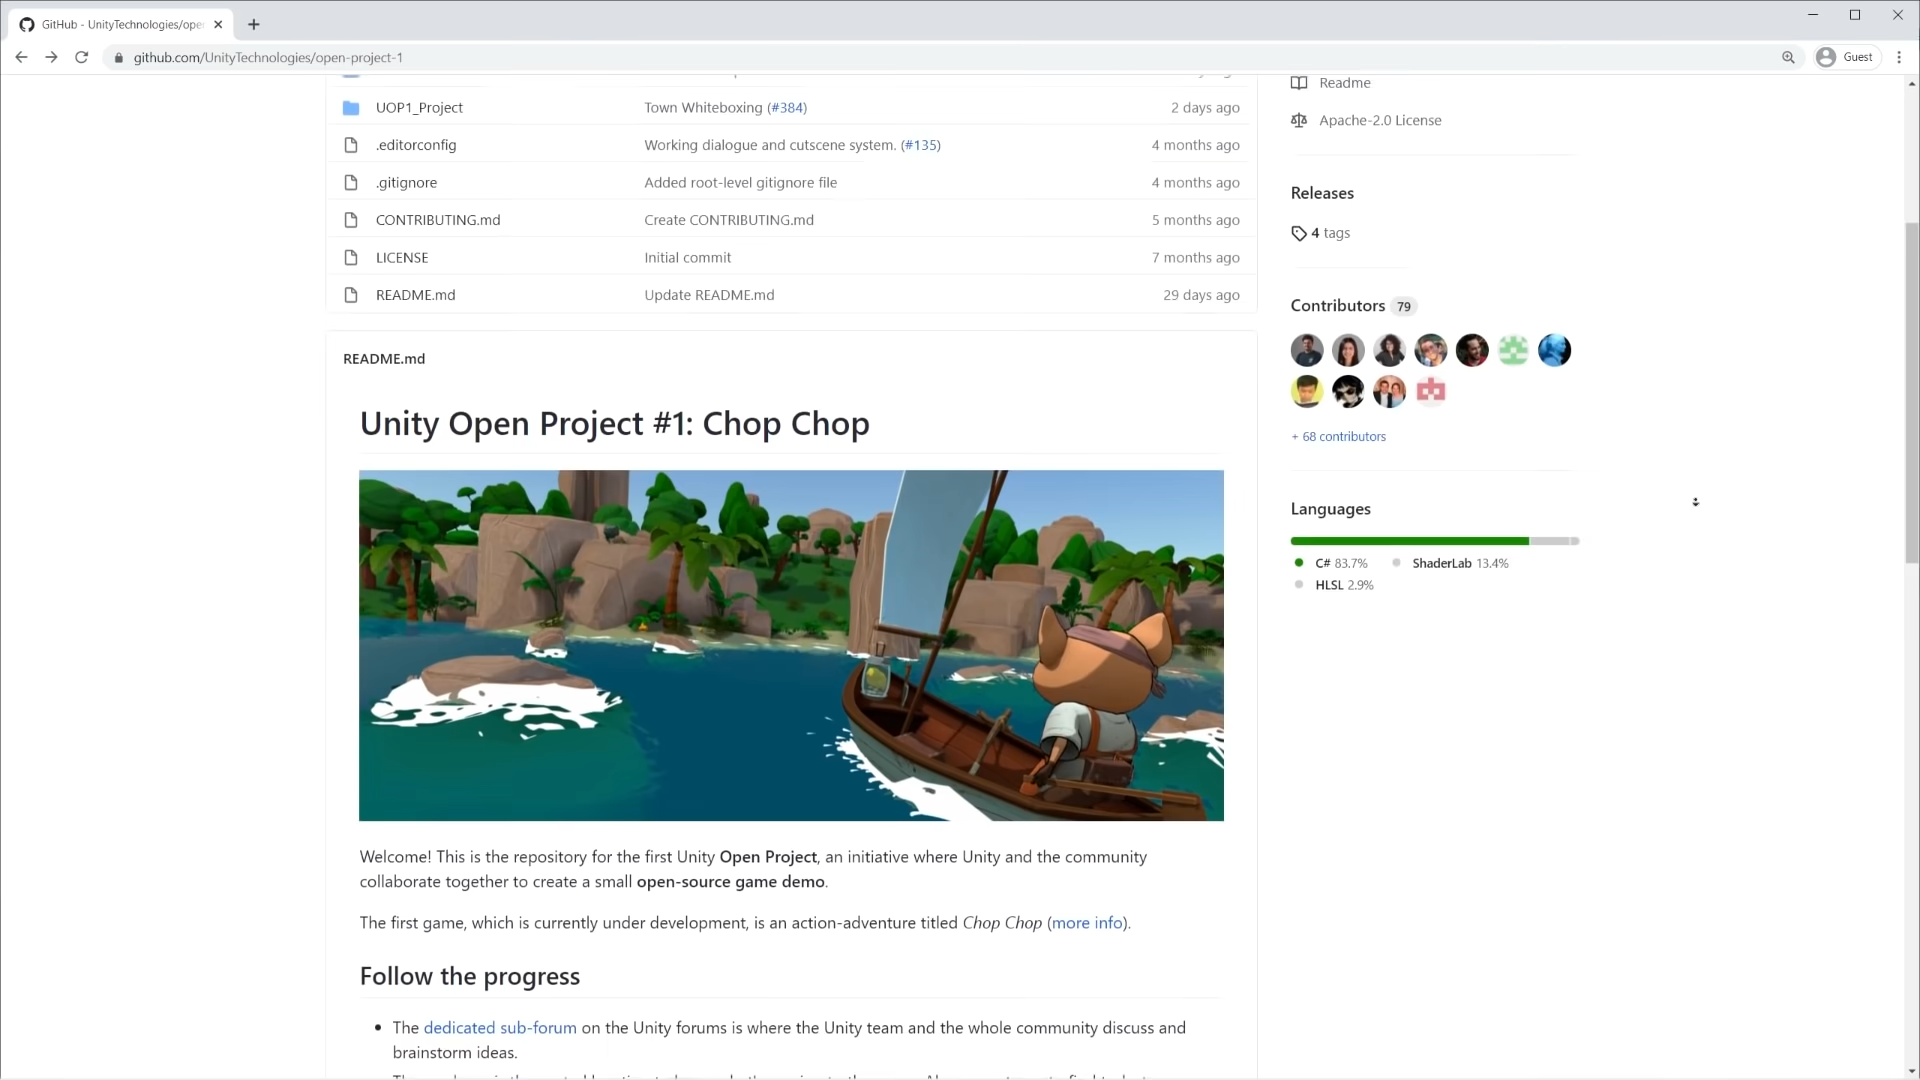 GitHub - UnityTechnologies/ope
github.com/UnityTechnologies/open-project-1
Guest
UOP1_Project Town Whiteboxing (#384) 2 days ago
.editorconfig Working dialogue and cutscene system. (#135) 4 months ago
.gitignore Added root-level gitignore file 4 months ago
CONTRIBUTING.md Create CONTRIBUTING.md 5 months ago
LICENSE Initial commit 7 months ago
README.md Update README.md 29 days ago
README.md
Unity Open Project #1: Chop Chop
Welcome! This is the repository for the first Unity Open Project, an initiative where Unity and the community
collaborate together to create a small open-source game demo.
The first game, which is currently under development, is an action-adventure titled Chop Chop (more info).
Follow the progress
• The dedicated sub-forum on the Unity forums is where the Unity team and the whole community discuss and
brainstorm ideas.
Readme
Apache-2.0 License
Releases
4 tags
Contributors 79
+ 68 contributors
Languages
C# 83.7% ShaderLab 13.4%
HLSL 2.9%